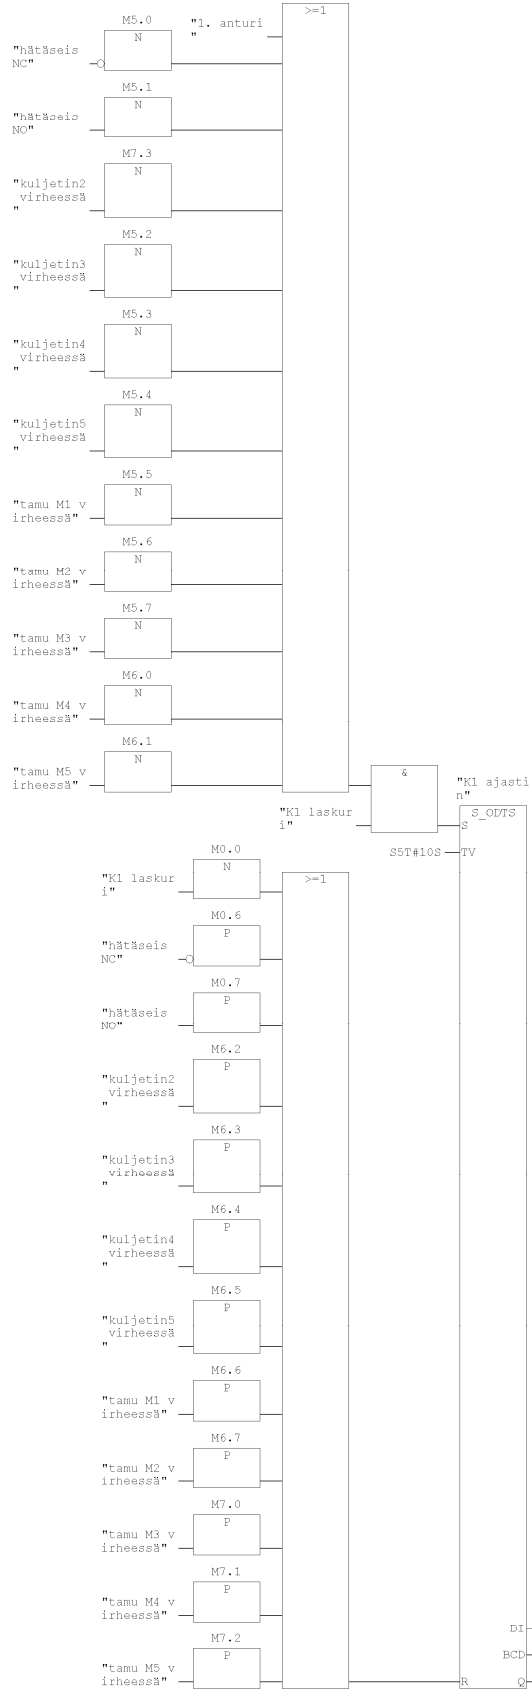 >=1
"1. anturi
"
M5.0
N
"hätäseis
NC"
M5.1
N
"hätäseis
NO"
M7.3
N
"kuljetin2
virheessä
"
M5.2
N
"kuljetin3
virheessä
"
M5.3
N
"kuljetin4
virheessä
"
M5.4
N
"kuljetin5
virheessä
"
M5.5
N
"tamu M1 v
irheessä"
M5.6
N
"tamu M2 v
irheessä"
M5.7
N
"tamu M3 v
irheessä"
M6.0
N
"tamu M4 v
irheessä"
M6.1
N
"tamu M5 v
irheessä"
&
"K1 laskur
i"
"K1 ajasti
n"
S_ODTS
S
S5T#10S
TV
M0.0
N
"K1 laskur
i"
>=1
M0.6
P
"hätäseis
NC"
M0.7
P
"hätäseis
NO"
M6.2
P
"kuljetin2
virheessä
"
M6.3
P
"kuljetin3
virheessä
"
M6.4
P
"kuljetin4
virheessä
"
M6.5
P
"kuljetin5
virheessä
"
M6.6
P
"tamu M1 v
irheessä"
M6.7
P
"tamu M2 v
irheessä"
M7.0
P
"tamu M3 v
irheessä"
M7.1
P
"tamu M4 v
irheessä"
M7.2
P
"tamu M5 v
irheessä"
DI
BCD
R
Q